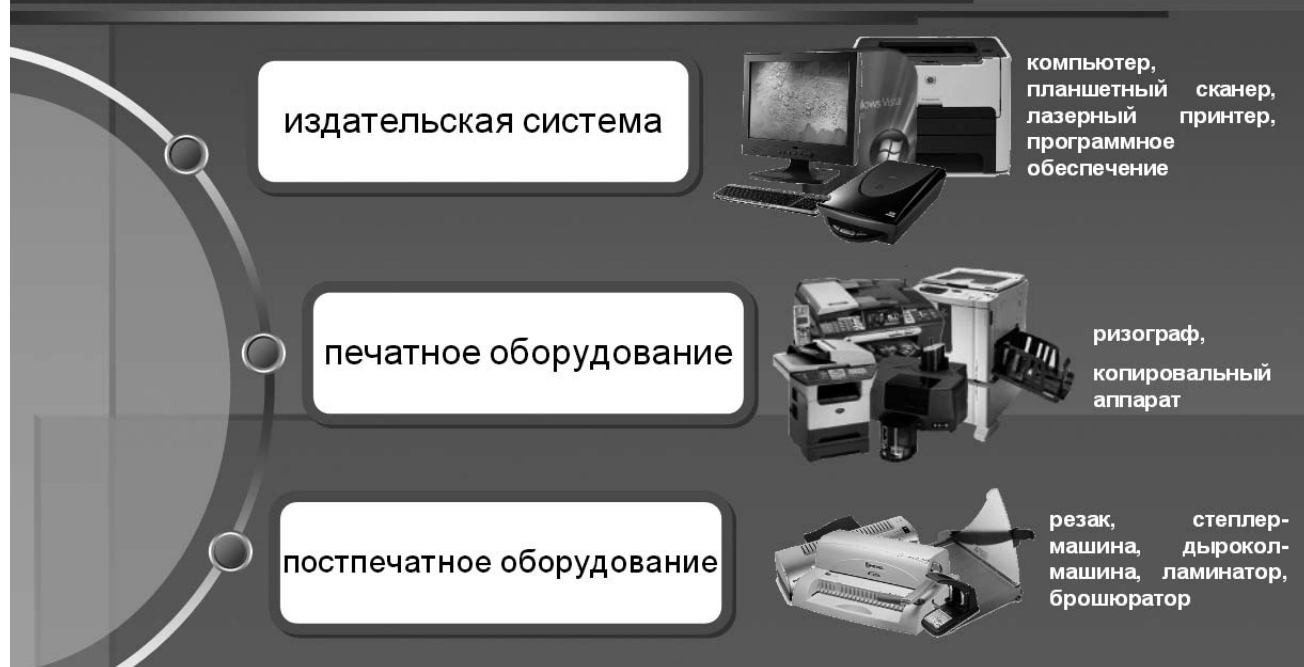 издательская система
компьютер,
планшетный сканер,
лазерный принтер,
программное
обеспечение
печатное оборудование
ризограф,
копировальный
аппарат
постпечатное оборудование
резак, степлер-
машина, дырокол-
машина, ламинатор,
брошюратор